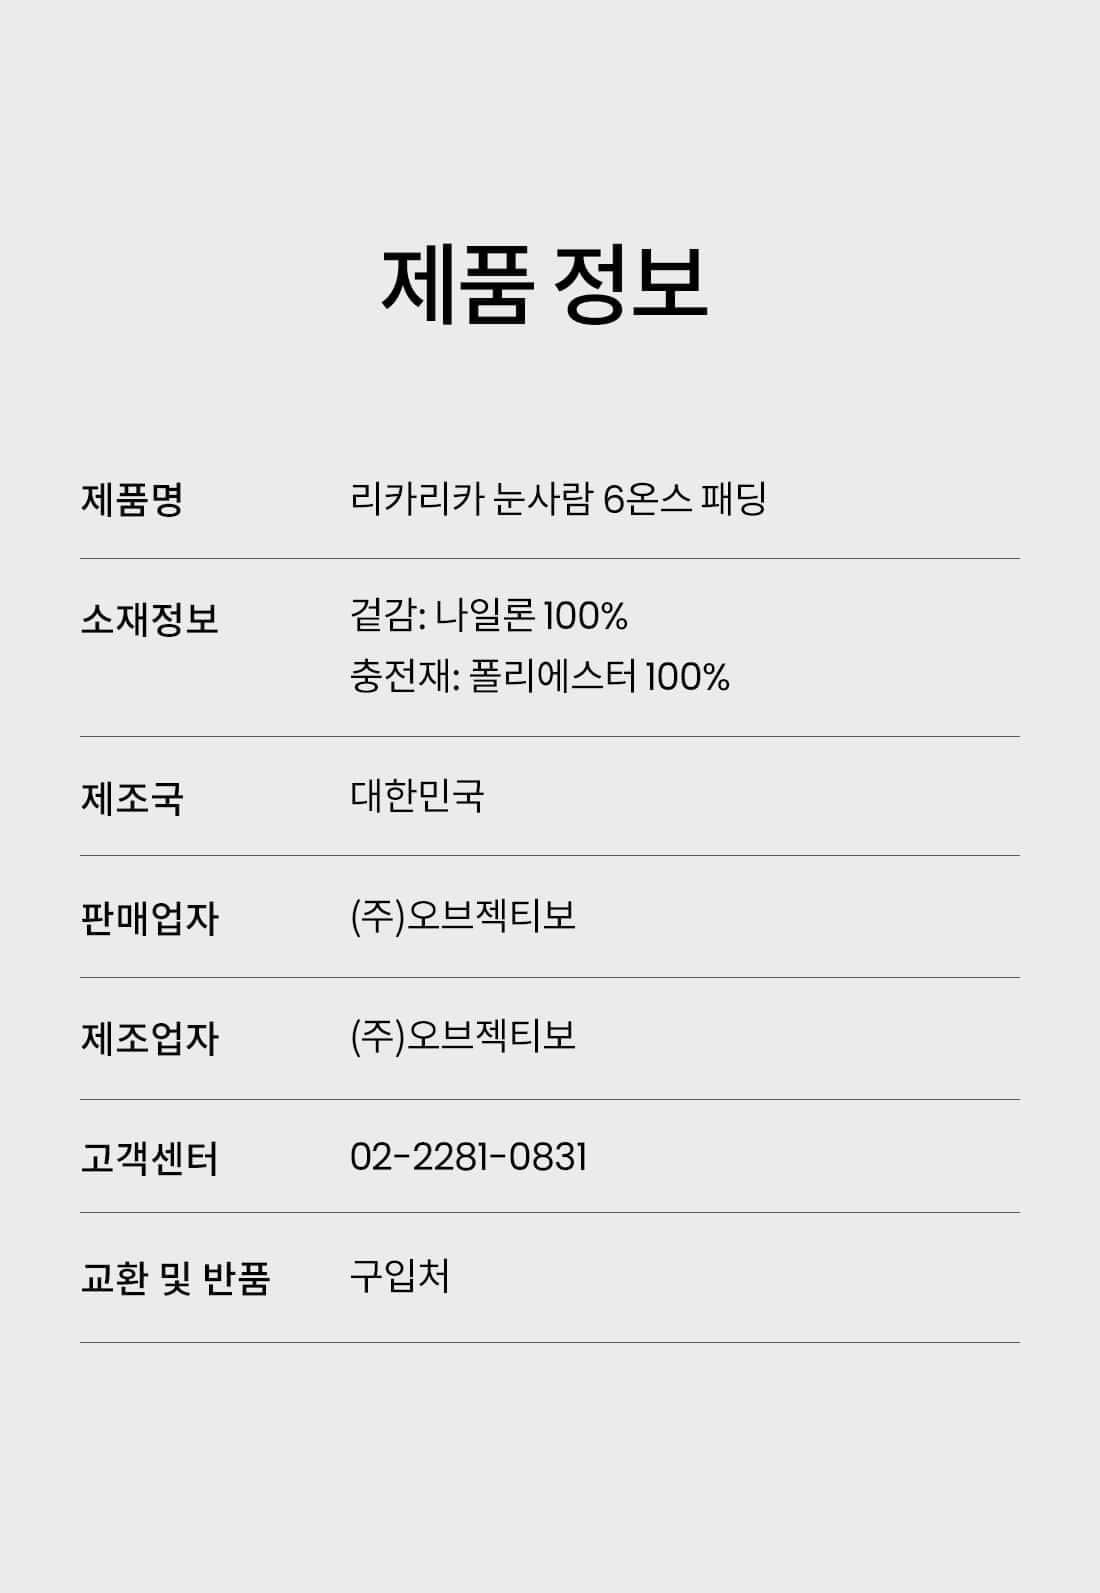 제품 정보
제품명 리카리카 눈사람 6온스 패딩
소재정보 겉감: 나일론 100%
충전재: 폴리에스터 100%
제조국 대한민국
판매업자 (주)오브젝티보
제조업자 (주)오브젝티보
고객센터 02-2281-0831
교환 및 반품 구입처